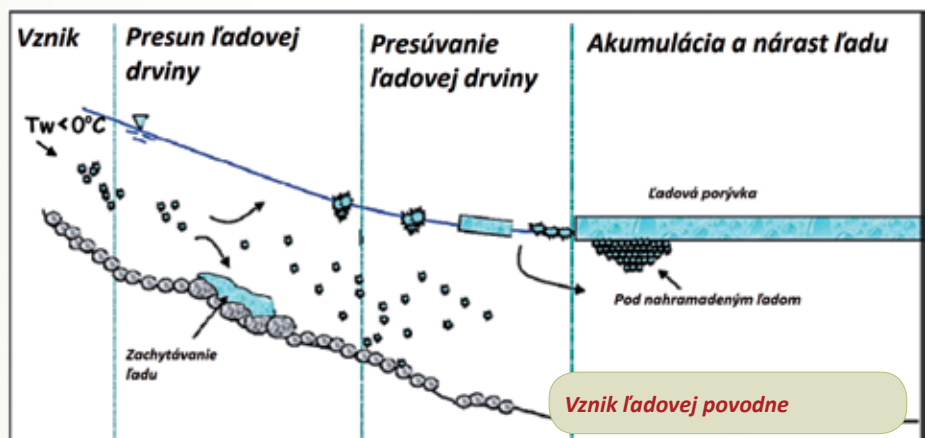 Vznik
Presun ľadovej
drviny
Presúvanie
ľadovej drviny
Akumulácia a nárast ľadu
Tw<0°C
Ľadová porývka
Pod nahramadeným ľadom
Zachytávanie
ľadu
Vznik ľadovej povodne